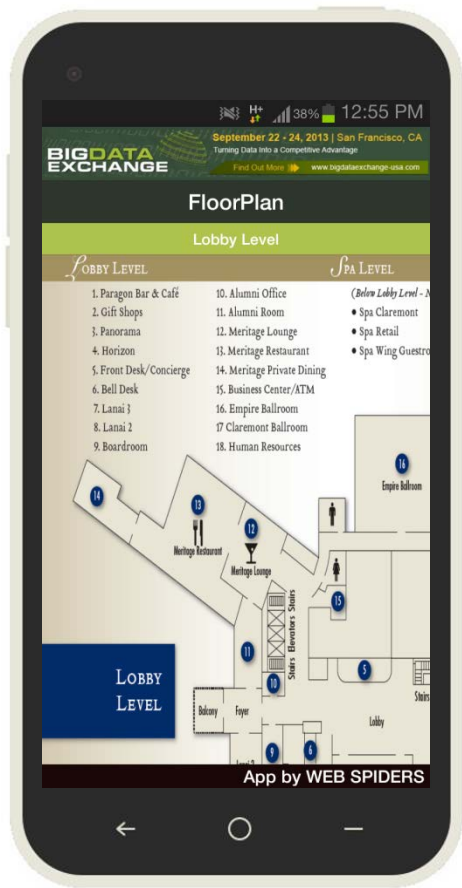 H+ 38% 12:55 PM
BIGDATA
EXCHANGE
September 22 - 24, 2013 | San Francisco, CA
Turning Data Into a Competitive Advantage
Find Out More
www.bigdataexchange-usa.com
FloorPlan
Lobby Level
LOBBY LEVEL
1. Paragon Bar & Café
2. Gift Shops
3. Panorama
4. Horizon
5. Front Desk/Concierge
6. Bell Desk
7. Lanai 3
8. Lanai 2
9. Boardroom
10. Alumni Office
11. Alumni Room
12. Meritage Lounge
13. Meritage Restaurant
14. Meritage Private Dining
15. Business Center/ATM
16. Empire Ballroom
17 Claremont Ballroom
18. Human Resources
SPA LEVEL
(Below Lobby Level -
• Spa Claremont
• Spa Retail
• Spa Wing Guestro
16
Empire Ballroom
14
13
Meritage Restaurant
12
Meritage Lounge
15
Stairs Elevators Stairs
11
10
5
Stairs
LOBBY
LEVEL
Balcony
Foyer
Lobby
9
6
App by WEB SPIDERS